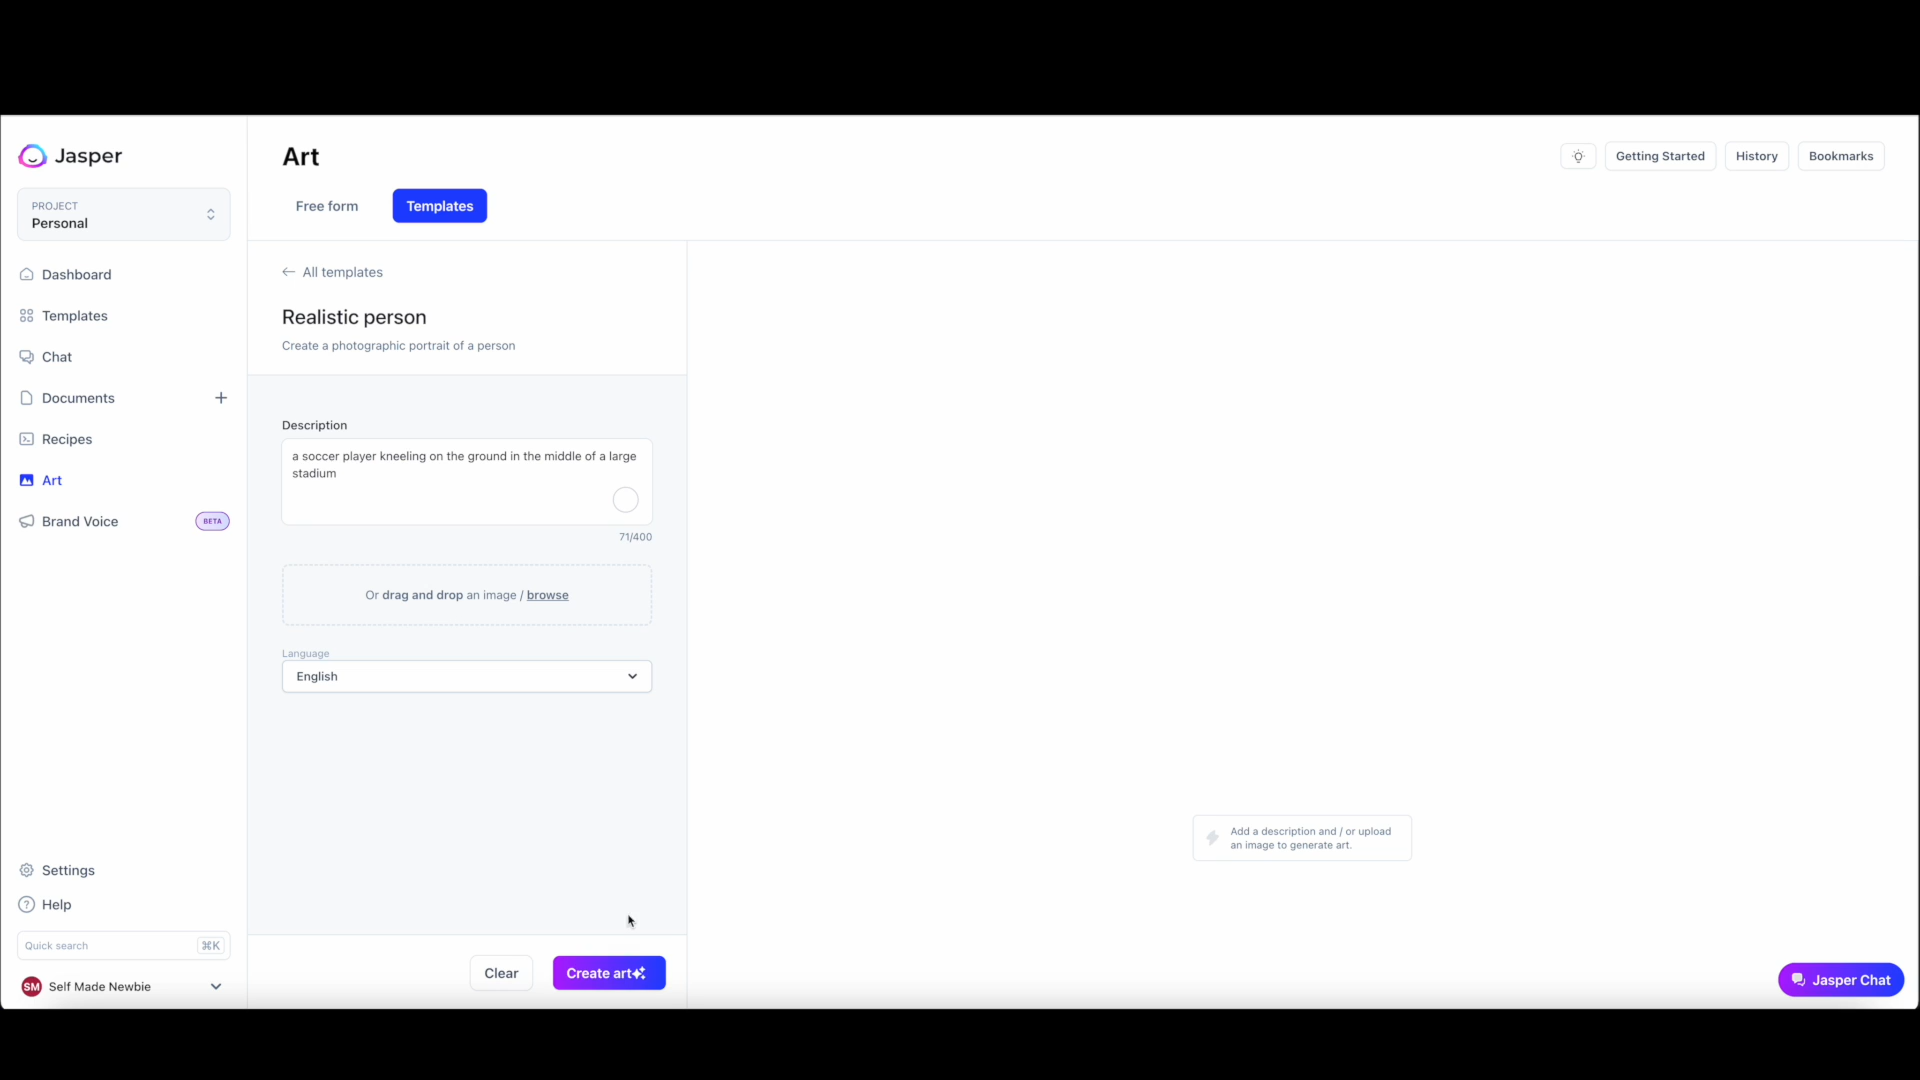 Jasper
PROJECT
Personal
Dashboard
Templates
Chat
Documents
Recipes
Art
Brand Voice
BETA
Settings
Help
Quick search
⌘K
SM
Self Made Newbie
Art
Getting Started
History
Bookmarks
Free form
Templates
← All templates
Realistic person
Create a photographic portrait of a person
Description
a soccer player kneeling on the ground in the middle of a large
stadium
71/400
Or drag and drop an image / browse
Language
English
Clear
Create art
Add a description and / or upload
an image to generate art.
Jasper Chat